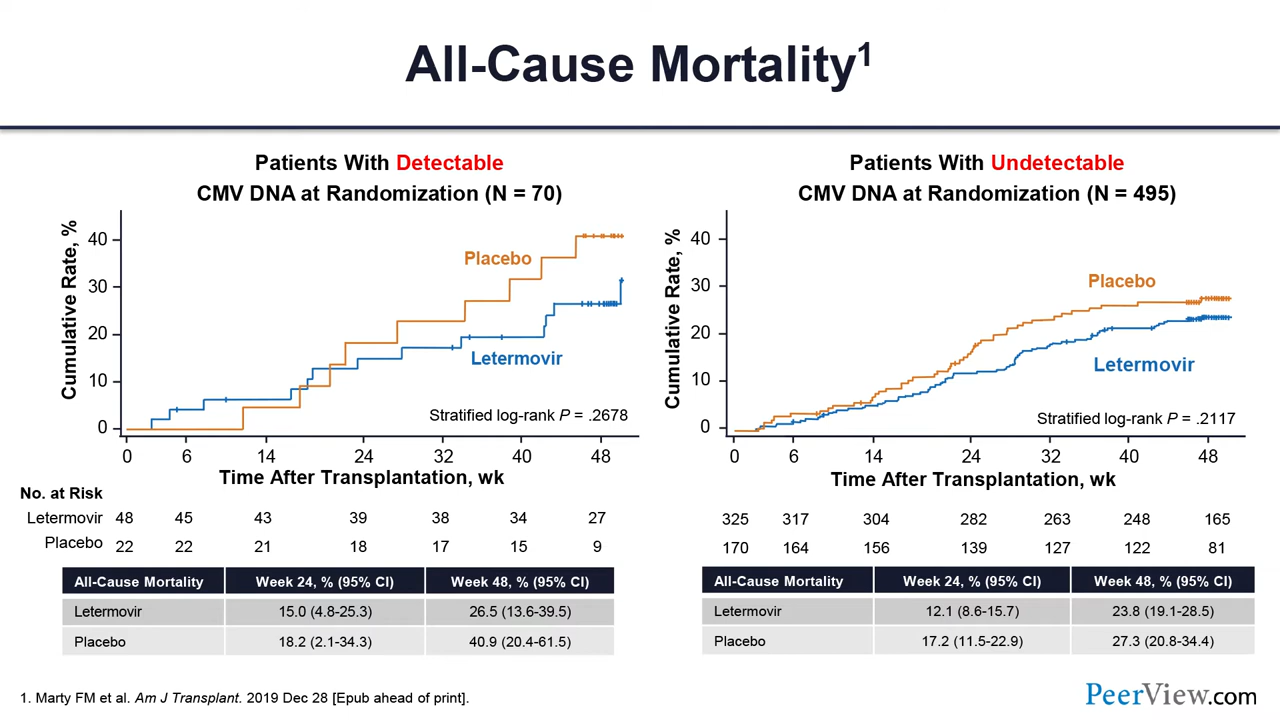 All-Cause Mortality1
Patients With Detectable
CMV DNA at Randomization (N = 70)
Cumulative Rate, %
40
30
20
10
0
Placebo
Letermovir
Stratified log-rank P = .2678
0 6 14 24 32 40 48
Time After Transplantation, wk
No. at Risk
Letermovir 48 45 43 39 38 34 27
Placebo 22 22 21 18 17 15 9
All-Cause Mortality Week 24, % (95% CI) Week 48, % (95% CI)
Letermovir 15.0 (4.8-25.3) 26.5 (13.6-39.5)
Placebo 18.2 (2.1-34.3) 40.9 (20.4-61.5)
Patients With Undetectable
CMV DNA at Randomization (N = 495)
Cumulative Rate, %
40
30
20
10
0
Placebo
Letermovir
Stratified log-rank P = .2117
0 6 14 24 32 40 48
Time After Transplantation, wk
325 317 304 282 263 248 165
170 164 156 139 127 122 81
All-Cause Mortality Week 24, % (95% CI) Week 48, % (95% CI)
Letermovir 12.1 (8.6-15.7) 23.8 (19.1-28.5)
Placebo 17.2 (11.5-22.9) 27.3 (20.8-34.4)
1. Marty FM et al. Am J Transplant. 2019 Dec 28 [Epub ahead of print].
PeerView.com